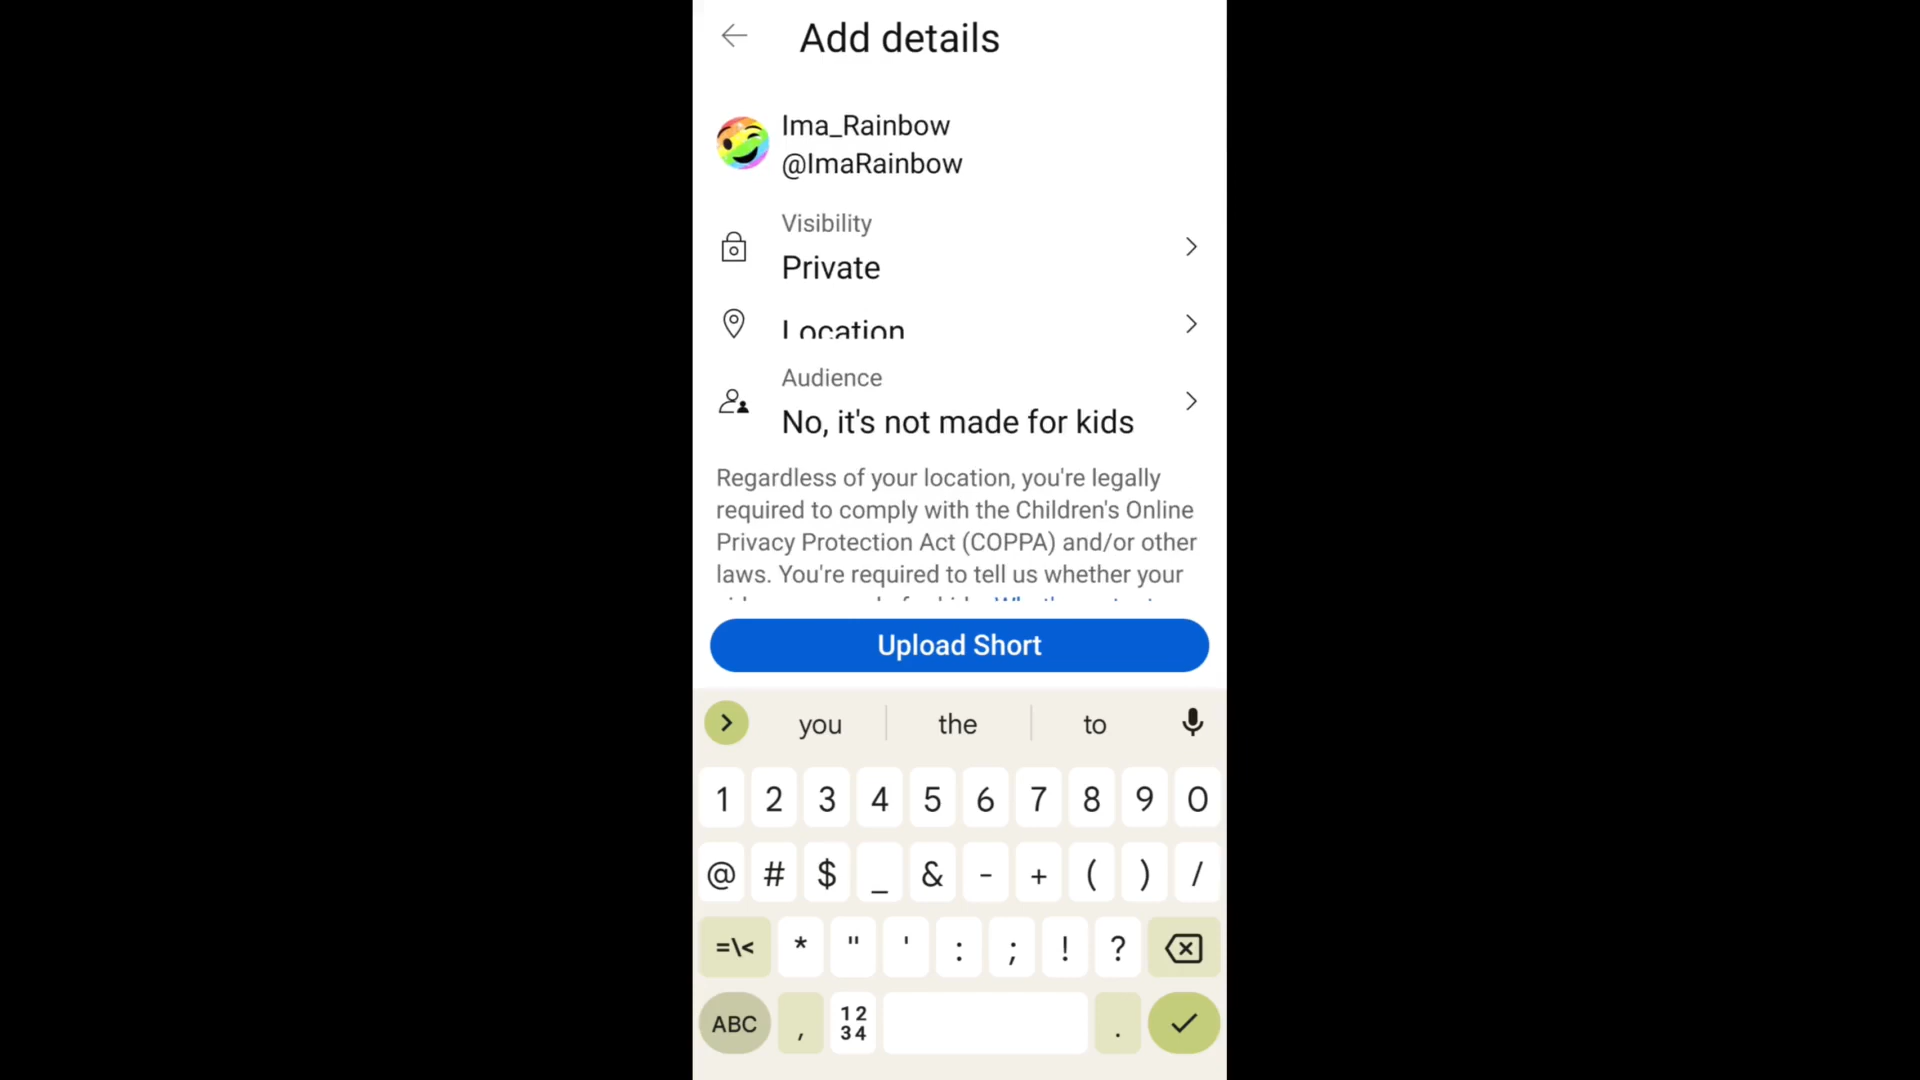 Add details
Ima_Rainbow
@ImaRainbow
Visibility
Private
Location
Audience
No, it's not made for kids
Regardless of your location, you're legally
required to comply with the Children's Online
Privacy Protection Act (COPPA) and/or other
laws. You're required to tell us whether your
Upload Short
you the to
1 2 3 4 5 6 7 8 9 0
@ # $ _ & - + ( ) /
=\< * " ' : ; ! ?
ABC , 12 34 .